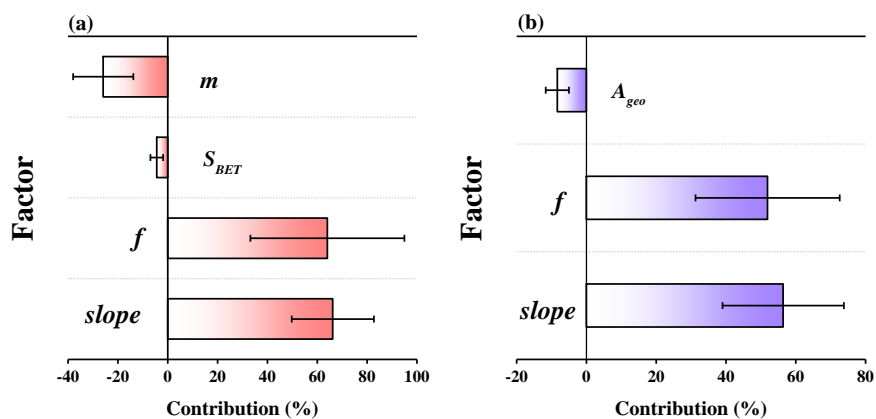 (a)
(b)
Factor
m
S_BET
f
slope
-40 -20 0 20 40 60 80 100
Contribution (%)
Factor
A_geo
f
slope
-20 0 20 40 60 80
Contribution (%)